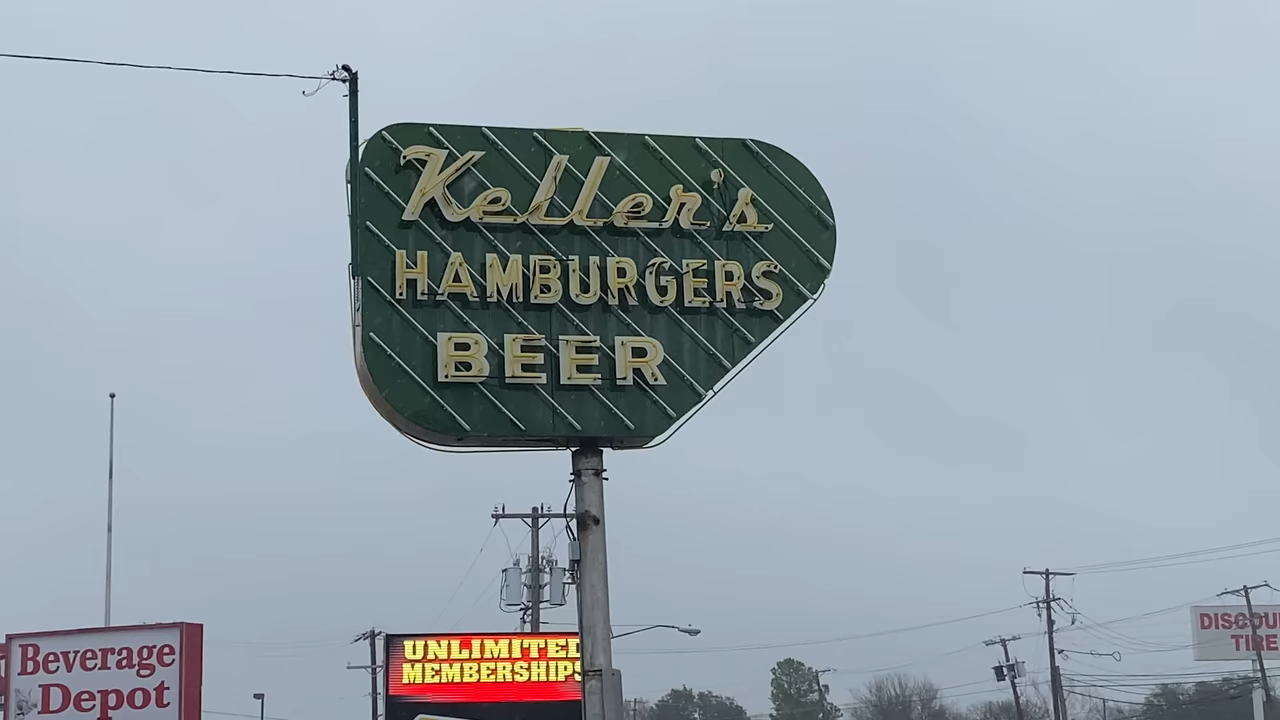 Keller's
HAMBURGERS
BEER
Beverage
Depot
UNLIMITED
MEMBERSHIPS
DISCOU
TIRE